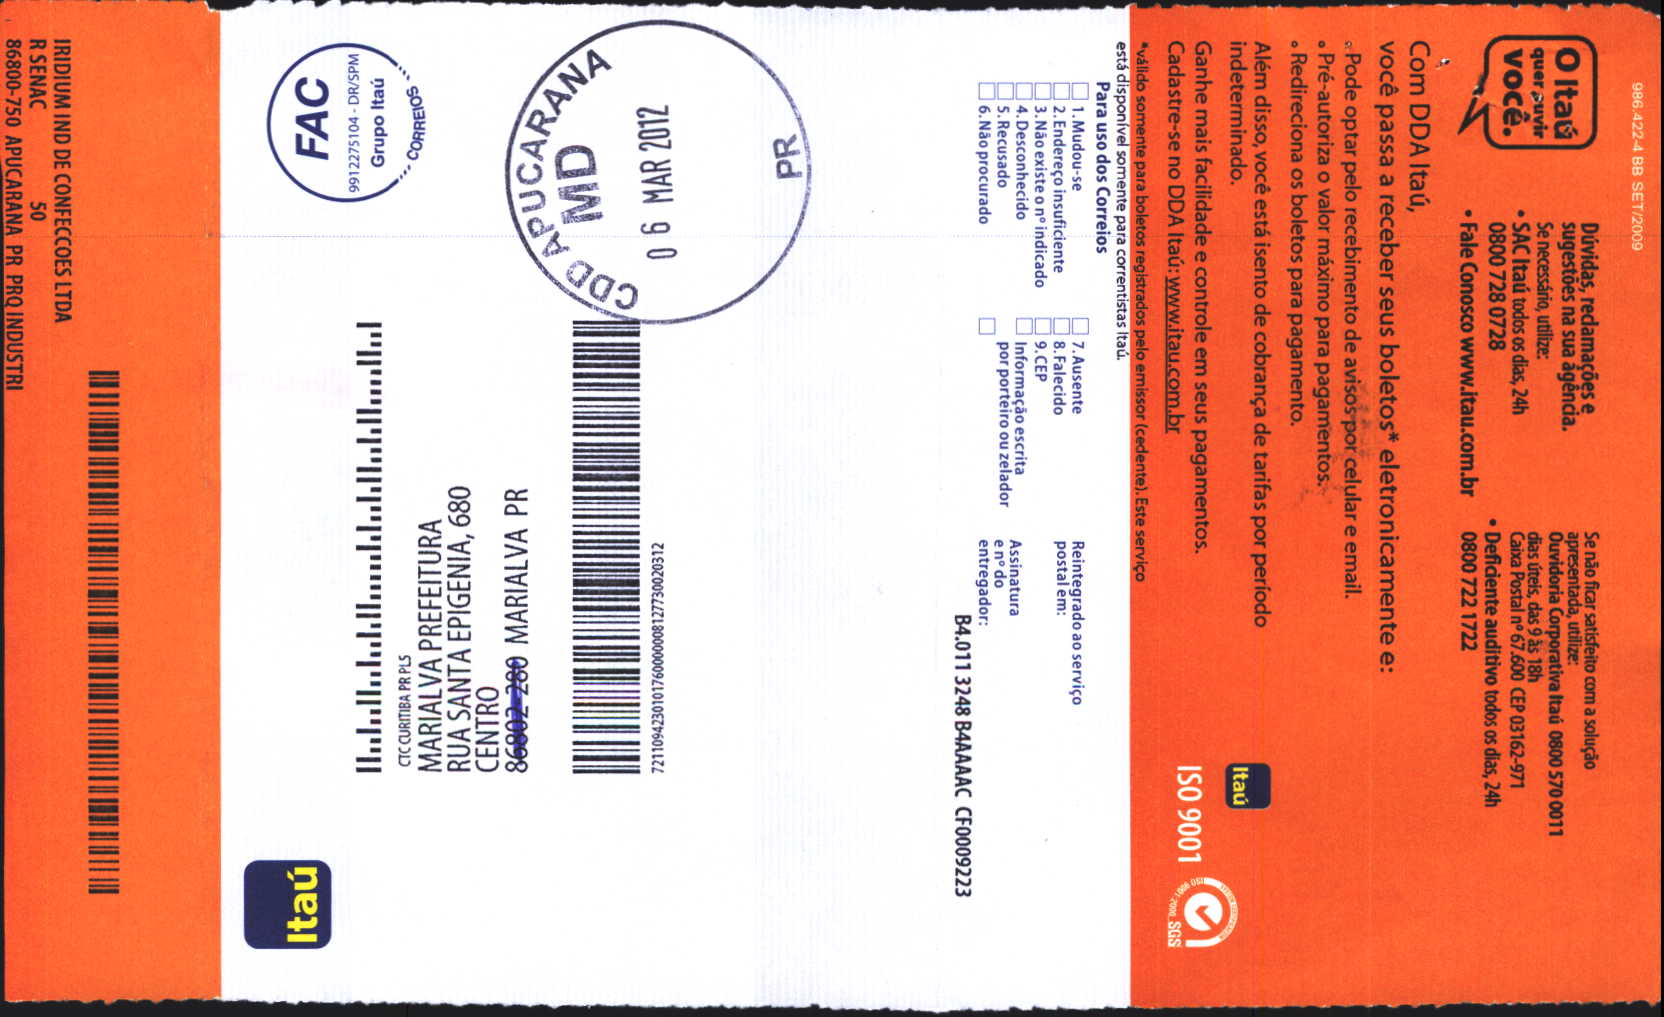 986.422-4 BB SET/2009
O Itaú
quer ouvir
você.
Dúvidas, reclamações e
sugestões na sua agência.
Se necessário, utilize:
• SAC Itaú todos os dias, 24h
0800 728 0728
• Fale Conosco www.itau.com.br
Se não ficar satisfeito com a solução
apresentada, utilize:
Ouvidoria Corporativa Itaú 0800 570 0011
dias úteis, das 9 às 18h
Caixa Postal nº 67.600 CEP 03162-971
• Deficiente auditivo todos os dias, 24h
0800 722 1722
Com DDA Itaú,
você passa a receber seus boletos* eletronicamente e:
• Pode optar pelo recebimento de avisos por celular e email.
• Pré-autoriza o valor máximo para pagamentos.
• Redireciona os boletos para pagamento.
Além disso, você está isento de cobrança de tarifas por período
indeterminado.
Ganhe mais facilidade e controle em seus pagamentos.
Cadastre-se no DDA Itaú: www.itau.com.br
*válido somente para boletos registrados pelo emissor (cedente). Este serviço
está disponível somente para correntistas Itaú.
Itaú
ISO 9001
ISO 9001:2000 SGS
Para uso dos Correios
1. Mudou-se
2. Endereço insuficiente
3. Não existe o nº indicado
4. Desconhecido
5. Recusado
6. Não procurado
7. Ausente
8. Falecido
9. CEP
Informação escrita
por porteiro ou zelador
Reintegrado ao serviço
postal em:
Assinatura
e nº do
entregador:
B4.011 3248 B4AAAAAC CF0009223
CDD APUCARANA
MD
06 MAR 2012
PR
FAC
9912275104 - DR/SPM
Grupo Itaú
CORREIOS
72110942301017600000081277730020312
CTC CURITIBA PR PLS
MARIALVA PREFEITURA
RUA SANTA EPIGENIA, 680
CENTRO
86802-280 MARIALVA PR
Itaú
IRIDIUM IND DE CONFECCOES LTDA
R SENAC 50
86800-750 APUCARANA PR PRQ INDUSTRI